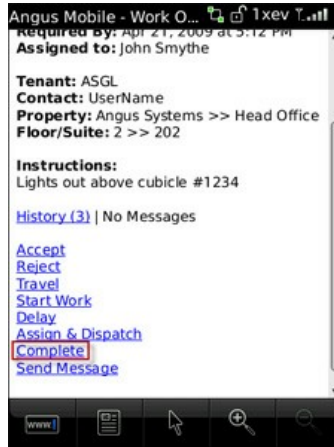 Angus Mobile - Work O... 1xev
Required By: Apr 21, 2009 at 5:12 PM
Assigned to: John Smythe
Tenant: ASGL
Contact: UserName
Property: Angus Systems >> Head Office
Floor/Suite: 2 >> 202
Instructions:
Lights out above cubicle #1234
History (3) | No Messages
Accept
Reject
Travel
Start Work
Delay
Assign & Dispatch
Complete
Send Message
www